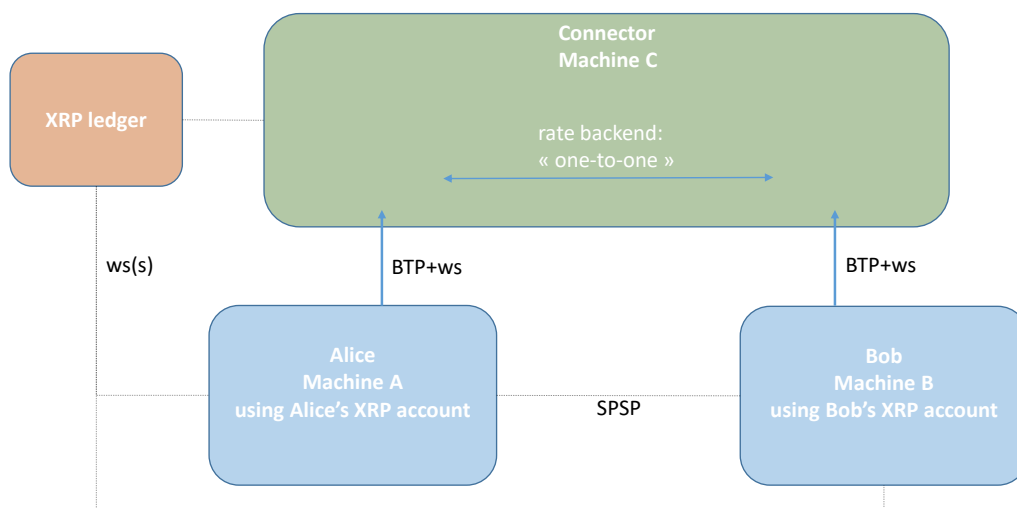 Connector
Machine C
XRP ledger
rate backend:
« one-to-one »
ws(s)
BTP+ws
BTP+ws
Alice
Machine A
using Alice’s XRP account
SPSP
Bob
Machine B
using Bob’s XRP account